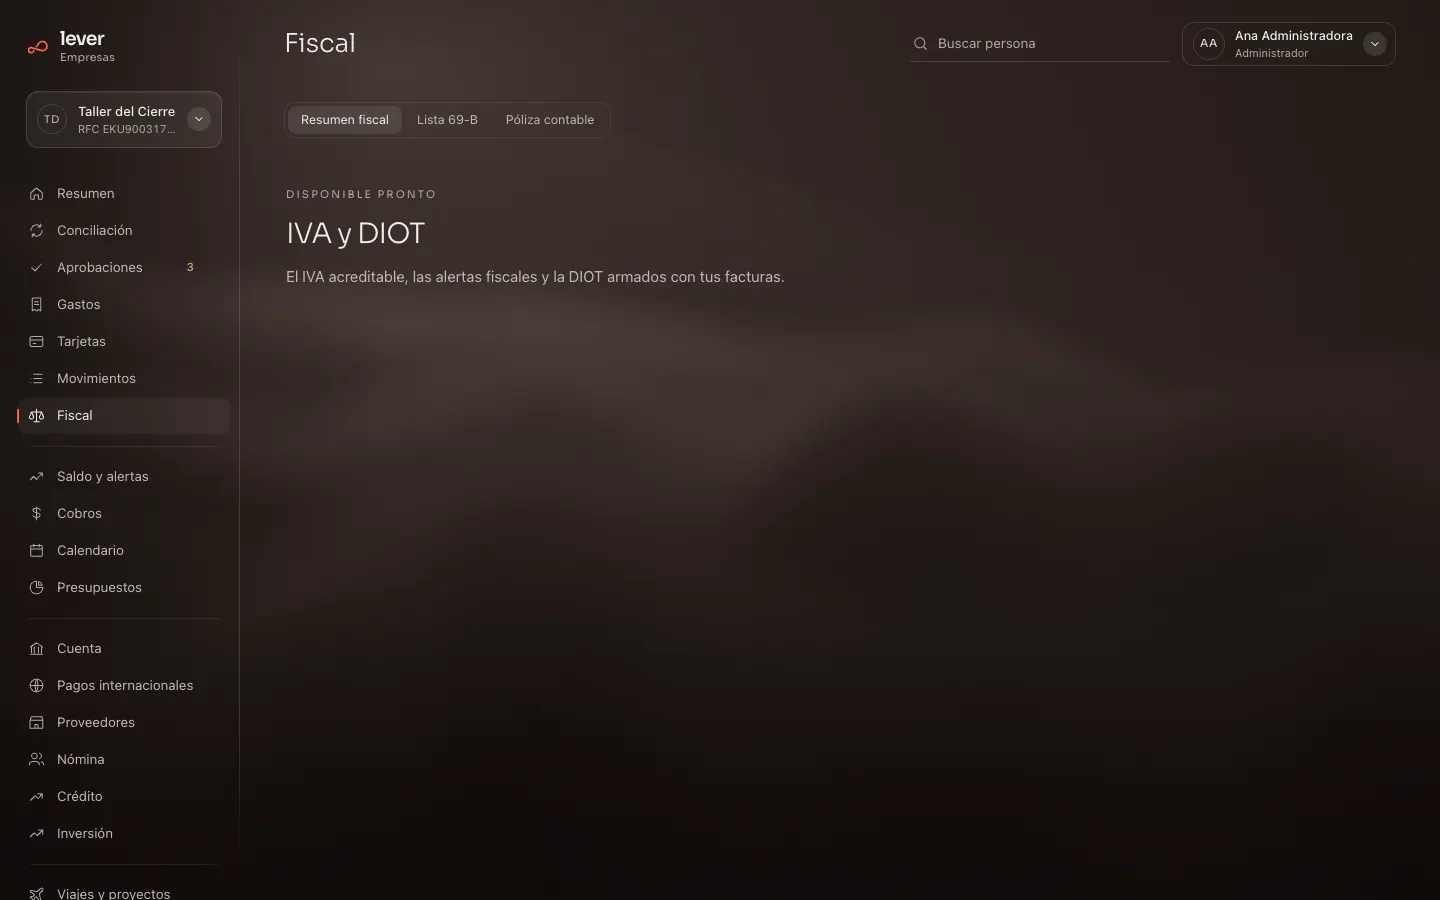 lever
Empresas
Fiscal
Buscar persona
AA
Ana Administradora
Administrador
TD
Taller del Cierre
RFC EKU900317...
Resumen fiscal
Lista 69-B
Póliza contable
Resumen
Conciliación
Aprobaciones
3
Gastos
Tarjetas
Movimientos
Fiscal
Saldo y alertas
Cobros
Calendario
Presupuestos
Cuenta
Pagos internacionales
Proveedores
Nómina
Crédito
Inversión
Viajes y proyectos
DISPONIBLE PRONTO
IVA y DIOT
El IVA acreditable, las alertas fiscales y la DIOT armados con tus facturas.